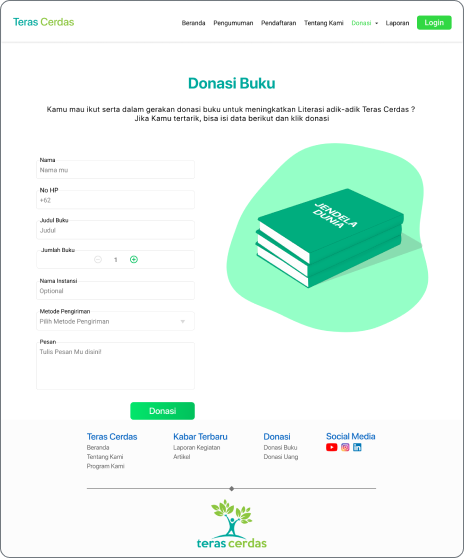 Teras Cerdas
Beranda Pengumuman Pendaftaran Tentang Kami Donasi Laporan Login
Donasi Buku
Kamu mau ikut serta dalam gerakan donasi buku untuk meningkatkan Literasi adik-adik Teras Cerdas ?
Jika Kamu tertarik, bisa isi data berikut dan klik donasi
Nama
Nama mu
No HP
+62
Judul Buku
Judul
Jumlah Buku
1
Nama Instansi
Optional
Metode Pengiriman
Pilih Metode Pengiriman
Pesan
Tulis Pesan Mu disni!
Donasi
JENDELA
DUNIA
Teras Cerdas
Beranda
Tentang Kami
Program Kami
Kabar Terbaru
Laporan Kegiatan
Artikel
Donasi
Donasi Buku
Donasi Uang
Social Media
teras cerdas